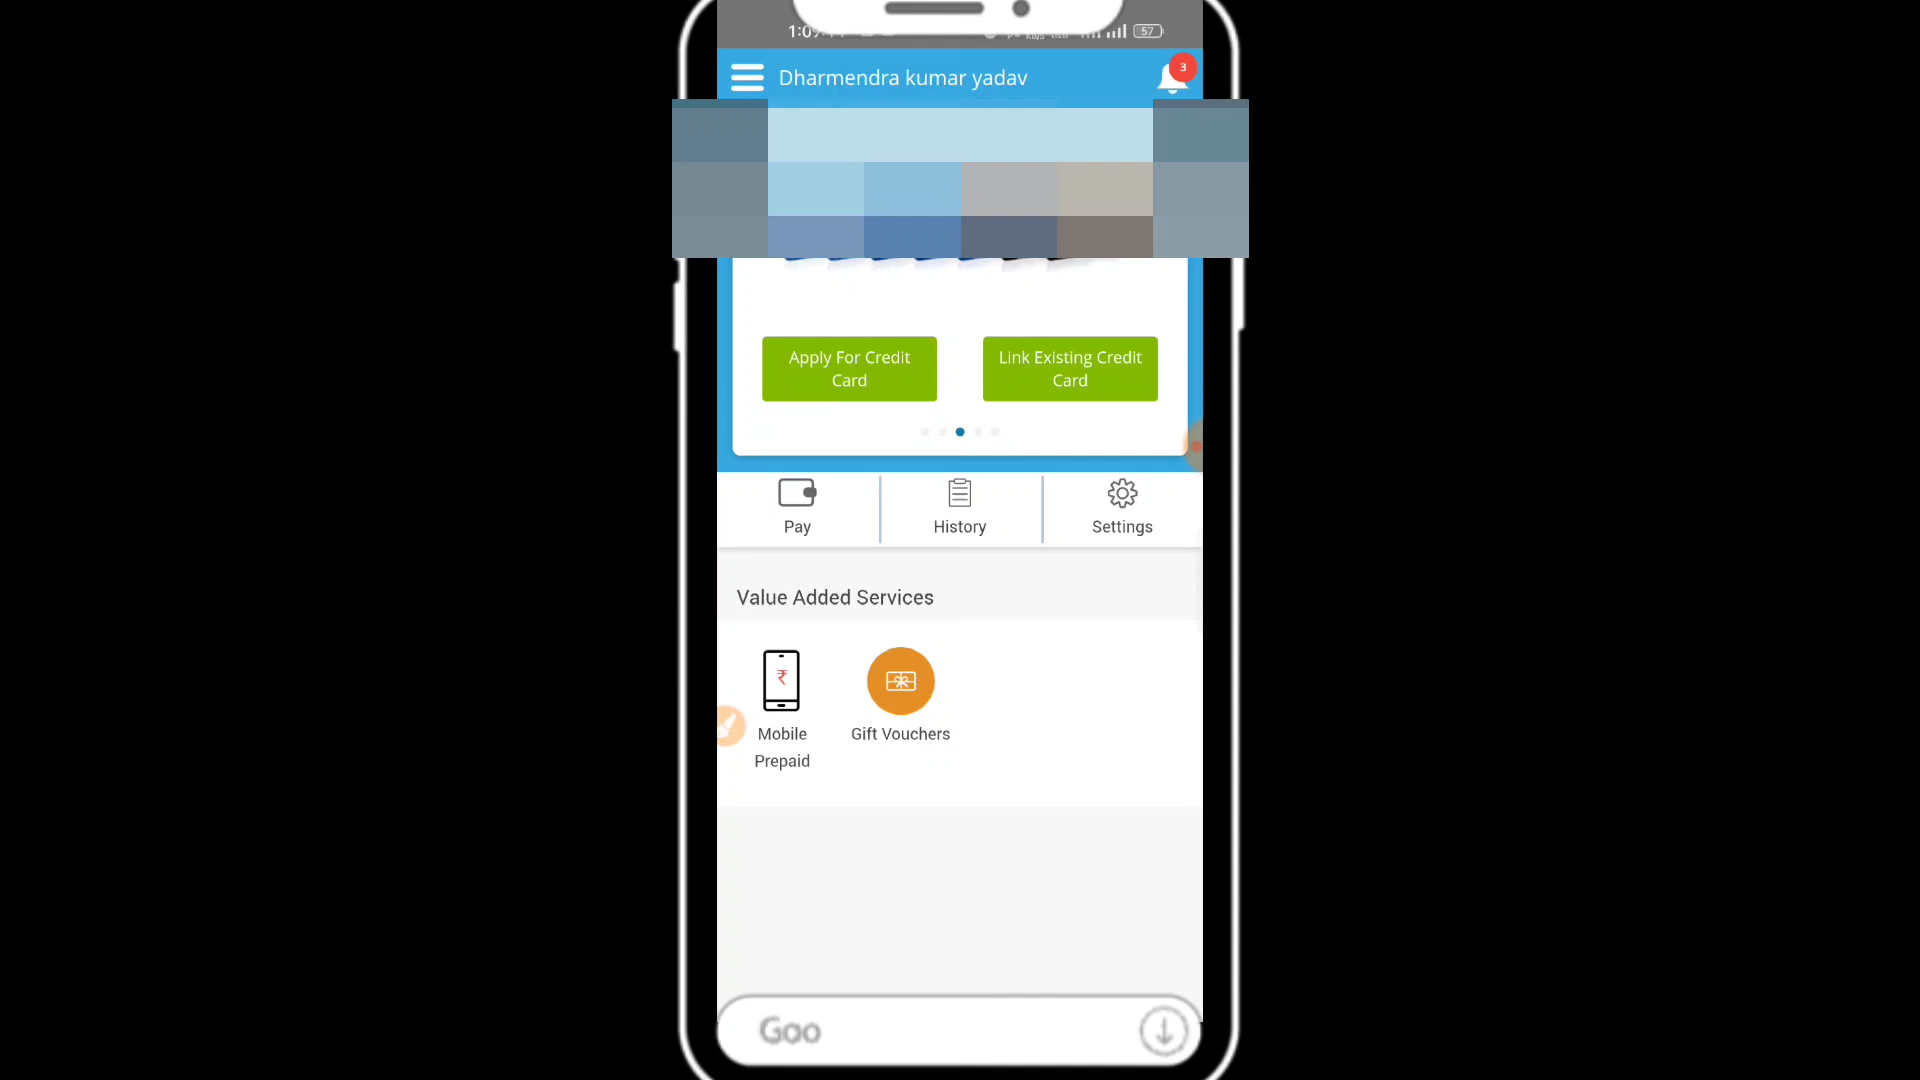 57
Dharmendra kumar yadav
3
Apply For Credit
Card
Link Existing Credit
Card
Pay
History
Settings
Value Added Services
₹
Mobile
Prepaid
Gift Vouchers
Goo